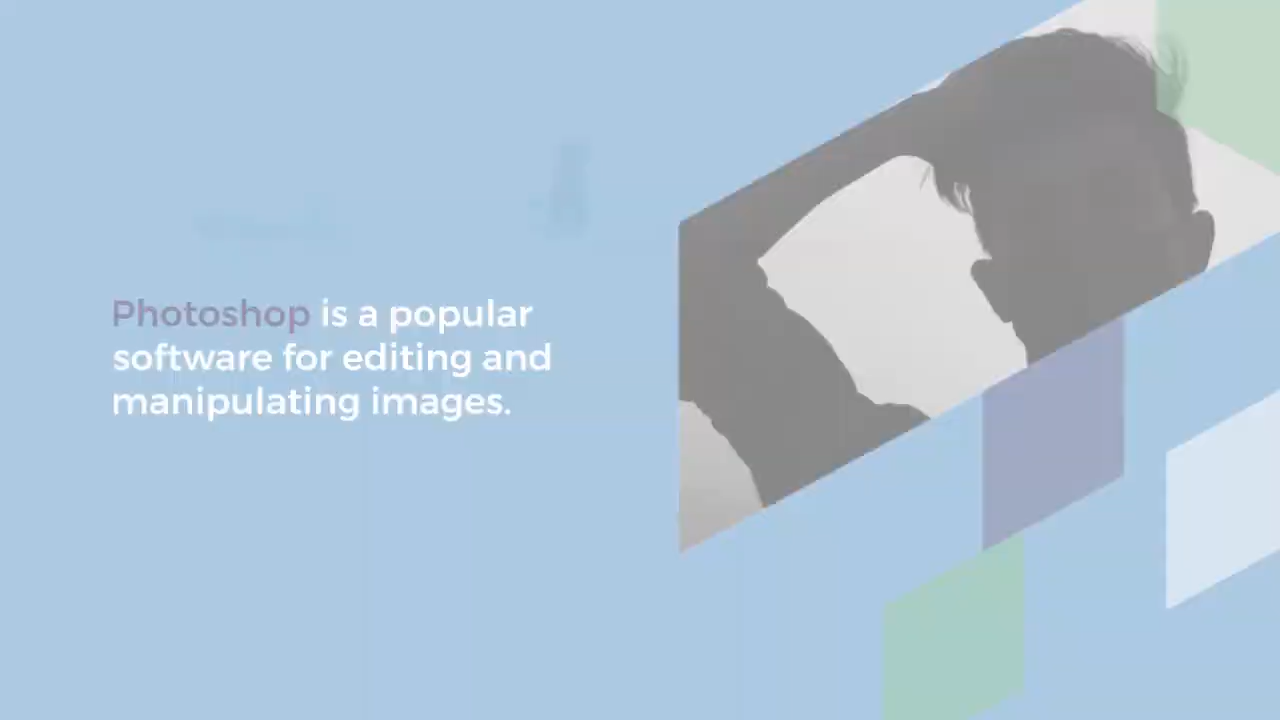 Photoshop is a popular
software for editing and
manipulating images.